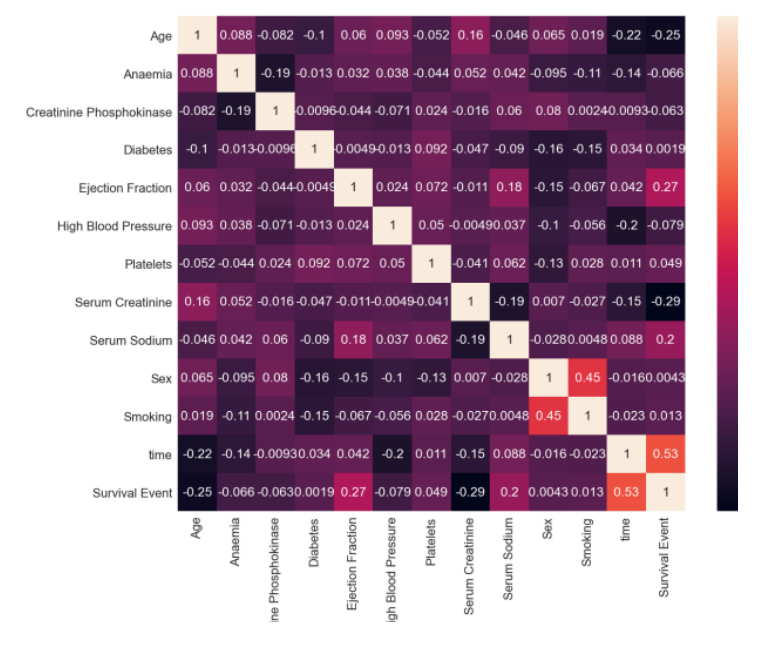 Age 1 0.088 -0.082 -0.1 0.06 0.093 -0.052 0.16 -0.046 0.065 0.019 -0.22 -0.25
Anaemia 0.088 1 -0.19 -0.013 0.032 0.038 -0.044 0.052 0.042 -0.095 -0.11 -0.14 -0.066
Creatinine Phosphokinase -0.082 -0.19 1 -0.0096 -0.044 -0.071 0.024 -0.016 0.06 0.08 0.0024 -0.0093 -0.063
Diabetes -0.1 -0.013 -0.0096 1 -0.0049 -0.013 0.092 -0.047 -0.09 -0.16 -0.15 0.034 0.0019
Ejection Fraction 0.06 0.032 -0.044 -0.0049 1 0.024 0.072 -0.011 0.18 -0.15 -0.067 0.042 0.27
High Blood Pressure 0.093 0.038 -0.071 -0.013 0.024 1 0.05 -0.0049 0.037 -0.1 -0.056 -0.2 -0.079
Platelets -0.052 -0.044 0.024 0.092 0.072 0.05 1 -0.041 0.062 -0.13 0.028 0.011 0.049
Serum Creatinine 0.16 0.052 -0.016 -0.047 -0.011 -0.0049 -0.041 1 -0.19 0.007 -0.027 -0.15 -0.29
Serum Sodium -0.046 0.042 0.06 -0.09 0.18 0.037 0.062 -0.19 1 -0.028 0.0048 0.088 0.2
Sex 0.065 -0.095 0.08 -0.16 -0.15 -0.1 -0.13 0.007 -0.028 1 0.45 -0.016 0.0043
Smoking 0.019 -0.11 0.0024 -0.15 -0.067 -0.056 0.028 -0.027 0.0048 0.45 1 -0.023 0.013
time -0.22 -0.14 -0.0093 0.034 0.042 -0.2 0.011 -0.15 0.088 -0.016 -0.023 1 0.53
Survival Event -0.25 -0.066 -0.063 0.0019 0.27 -0.079 0.049 -0.29 0.2 0.0043 0.013 0.53 1
Age
Anaemia
ine Phosphokinase
Diabetes
Ejection Fraction
igh Blood Pressure
Platelets
Serum Creatinine
Serum Sodium
Sex
Smoking
time
Survival Event